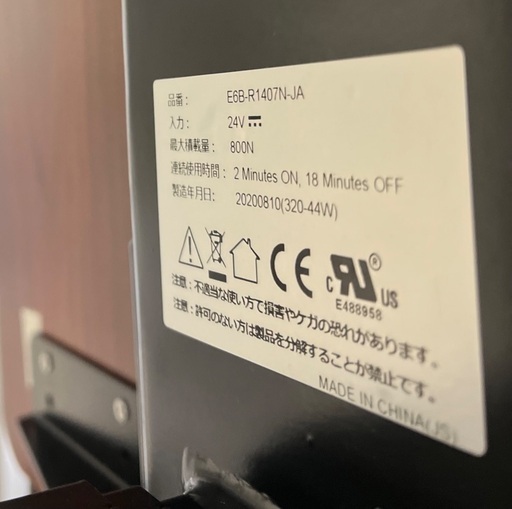 品番: E6B-R1407N-JA
入力: 24V
最大積載量: 800N
連続使用時間: 2 Minutes ON, 18 Minutes OFF
製造年月日: 20200810(320-44W)
CE c RU ® US
E488958
注意:不適当な使い方で損害やケガの恐れがあります。
注意:許可のない方は製品を分解することが禁止です。
MADE IN CHINA(JS)